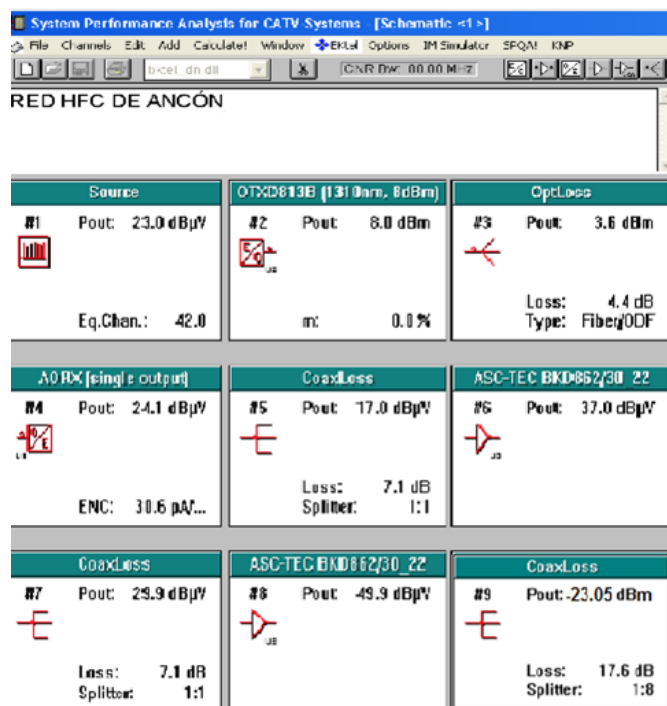 System Performance Analysis for CATV Systems - [Schematic <1>]
File Channels Edit Add Calculate! Window EKtel Options IM Simulator SPQA! KNP
CNR BW: 00.00 MHz
RED HFC DE ANCÓN
Source OTXD813B (1310nm, 8dBm) OptLoss
#1 Pout: 23.0 dBµV #2 Pout: 8.0 dBm #3 Pout: 3.6 dBm
Loss: 4.4 dB
Eq.Chan.: 42.0 m: 0.0 % Type: Fiber/ODF
AORX (single output) CoaxLoss ASC-TEC BKD862/30_22
#4 Pout: 24.1 dBµV #5 Pout: 17.0 dBµV #6 Pout: 37.0 dBµV
Loss: 7.1 dB
ENC: 30.6 pA/... Splitter: 1:1
CoaxLoss ASC-TEC BKD862/30_22 CoaxLoss
#7 Pout: 29.9 dBµV #8 Pout: 49.9 dBµV #9 Pout:-23.05 dBm
Loss: 7.1 dB Loss: 17.6 dB
Splitter: 1:1 Splitter: 1:8